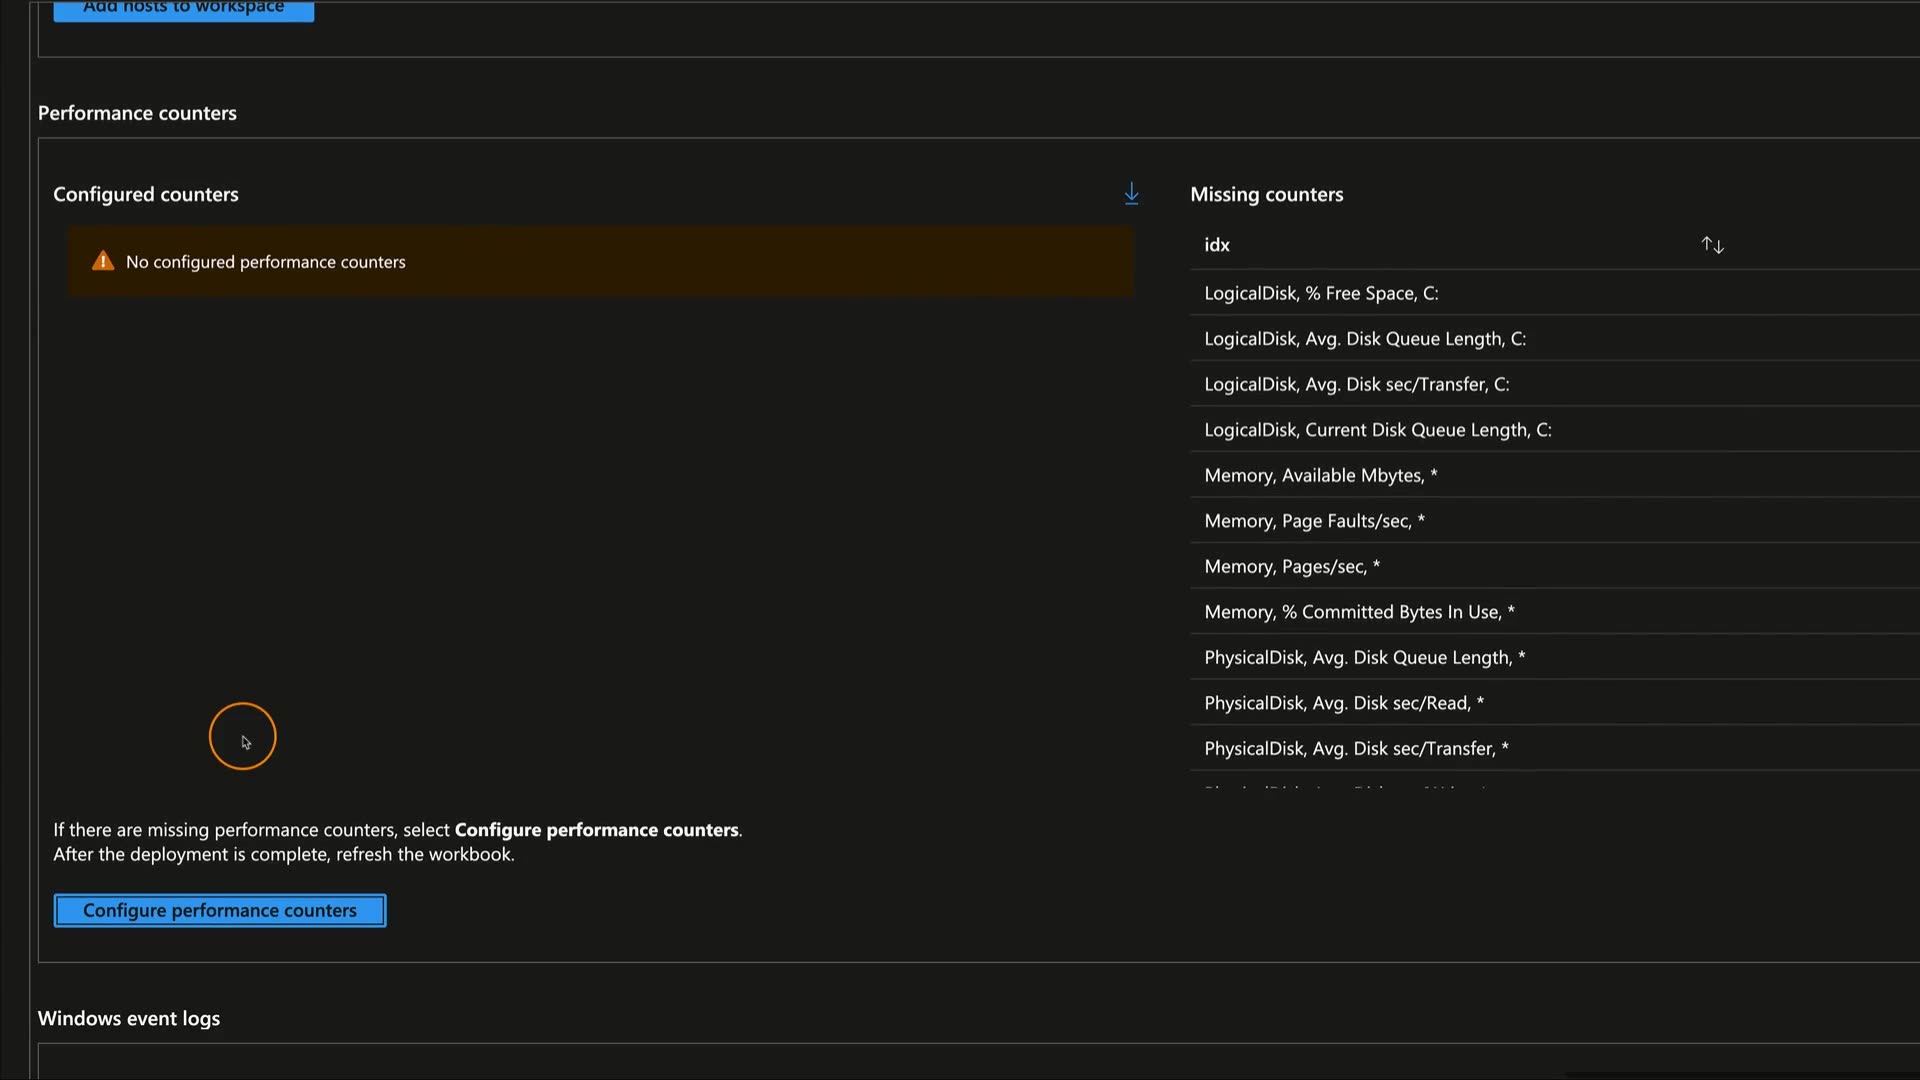 Add hosts to workspace
Performance counters
Configured counters
No configured performance counters
Missing counters
idx
LogicalDisk, % Free Space, C:
LogicalDisk, Avg. Disk Queue Length, C:
LogicalDisk, Avg. Disk sec/Transfer, C:
LogicalDisk, Current Disk Queue Length, C:
Memory, Available Mbytes, *
Memory, Page Faults/sec, *
Memory, Pages/sec, *
Memory, % Committed Bytes In Use, *
PhysicalDisk, Avg. Disk Queue Length, *
PhysicalDisk, Avg. Disk sec/Read, *
PhysicalDisk, Avg. Disk sec/Transfer, *
If there are missing performance counters, select Configure performance counters.
After the deployment is complete, refresh the workbook.
Configure performance counters
Windows event logs